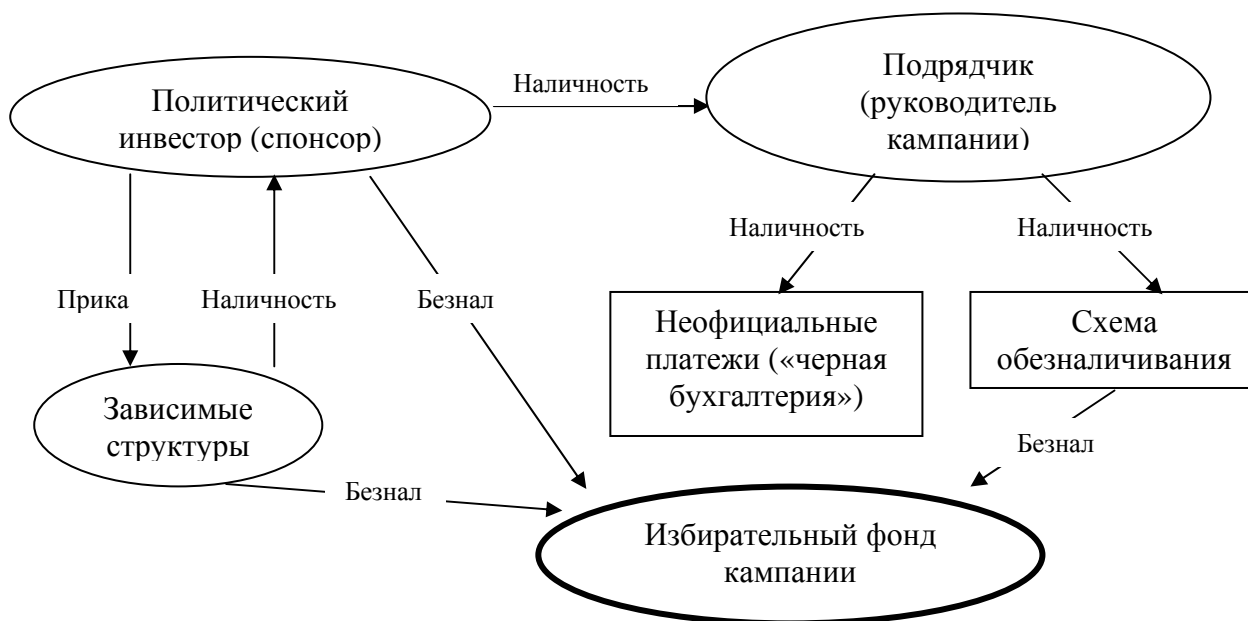 Политический
инвестор (спонсор)
Наличность
Подрядчик
(руководитель
кампании)
Наличность
Наличность
Прика
Наличность
Безнал
Неофициальные
платежи («черная
бухгалтерия»)
Схема
обезналичивания
Зависимые
структуры
Безнал
Безнал
Избирательный фонд
кампании